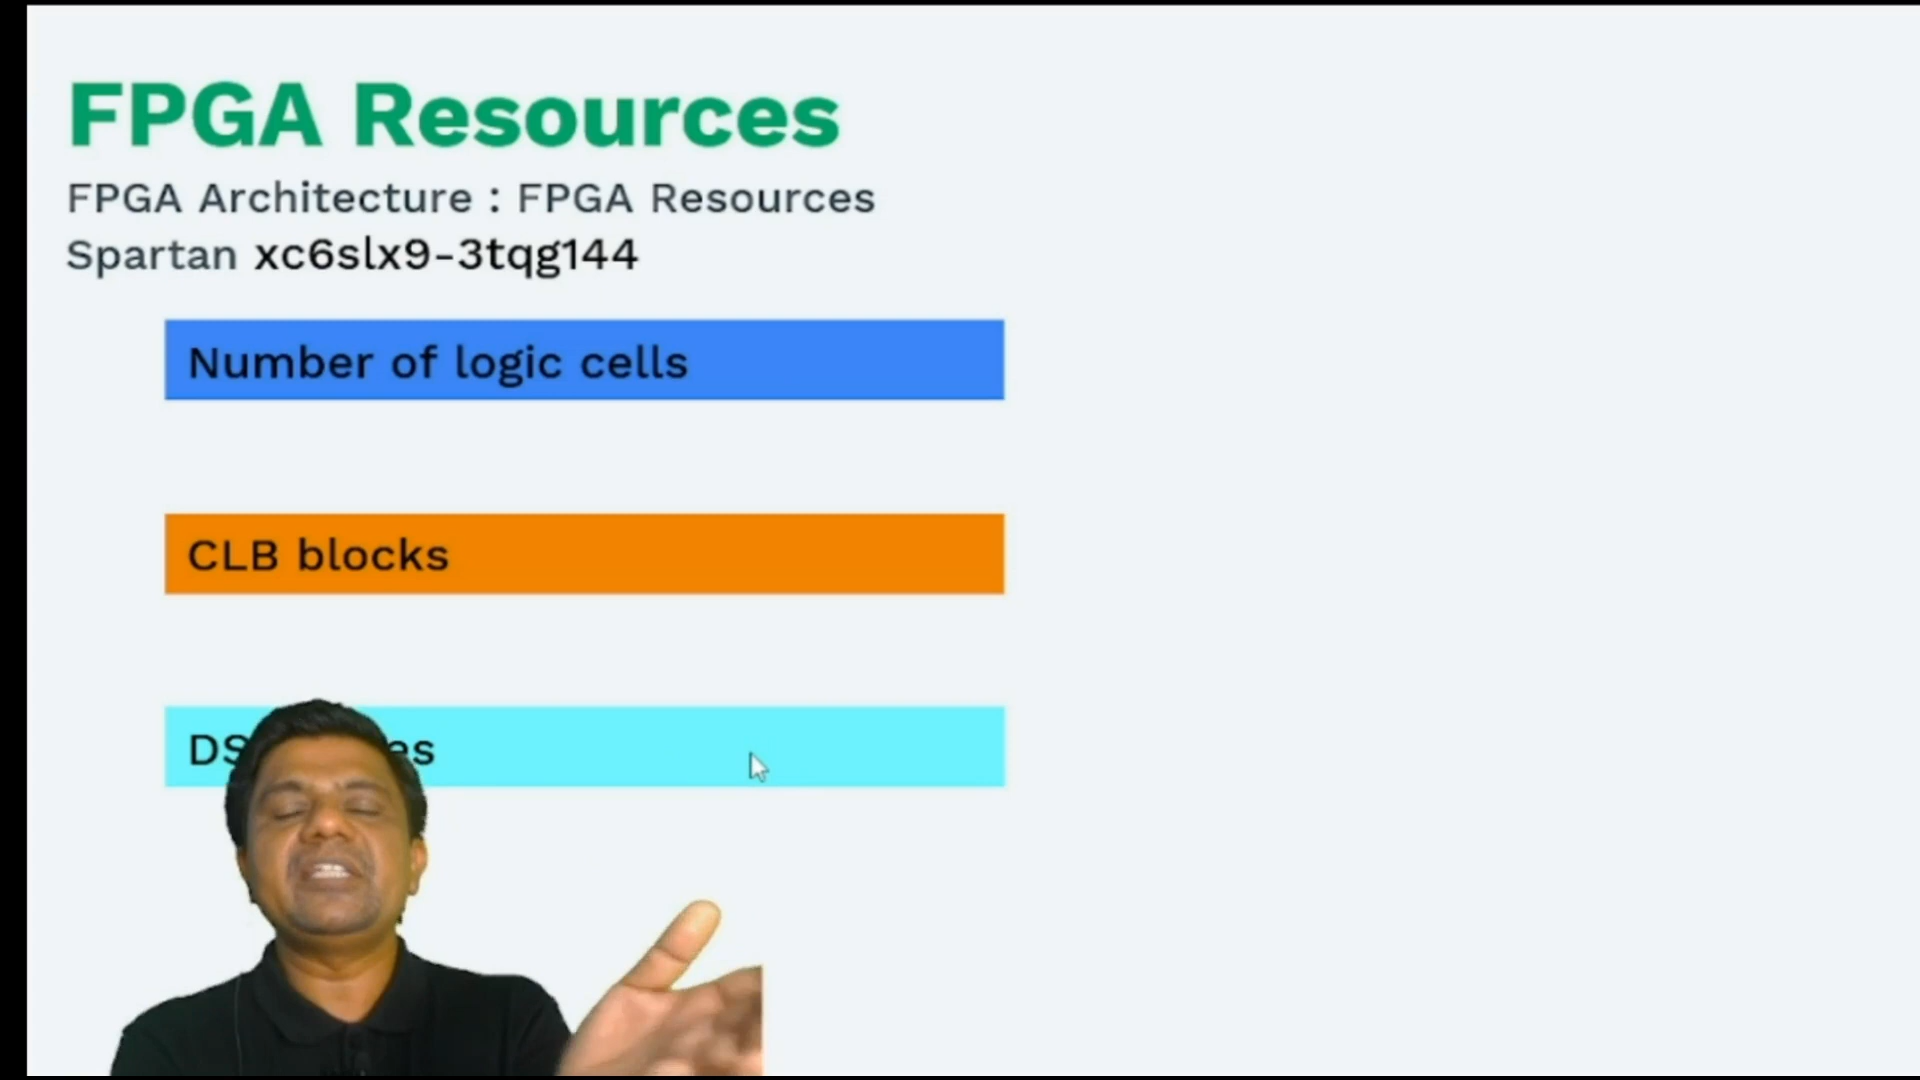 FPGA Resources
FPGA Architecture : FPGA Resources
Spartan xc6slx9-3tqg144
Number of logic cells
CLB blocks